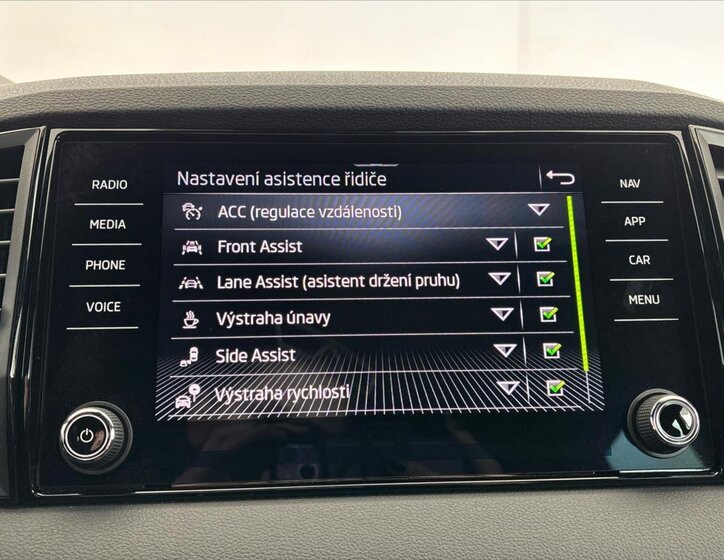 RADIO
MEDIA
PHONE
VOICE
Nastavení asistence řidiče
ACC (regulace vzdálenosti)
Front Assist
Lane Assist (asistent držení pruhu)
Výstraha únavy
Side Assist
Výstraha rychlosti
NAV
APP
CAR
MENU